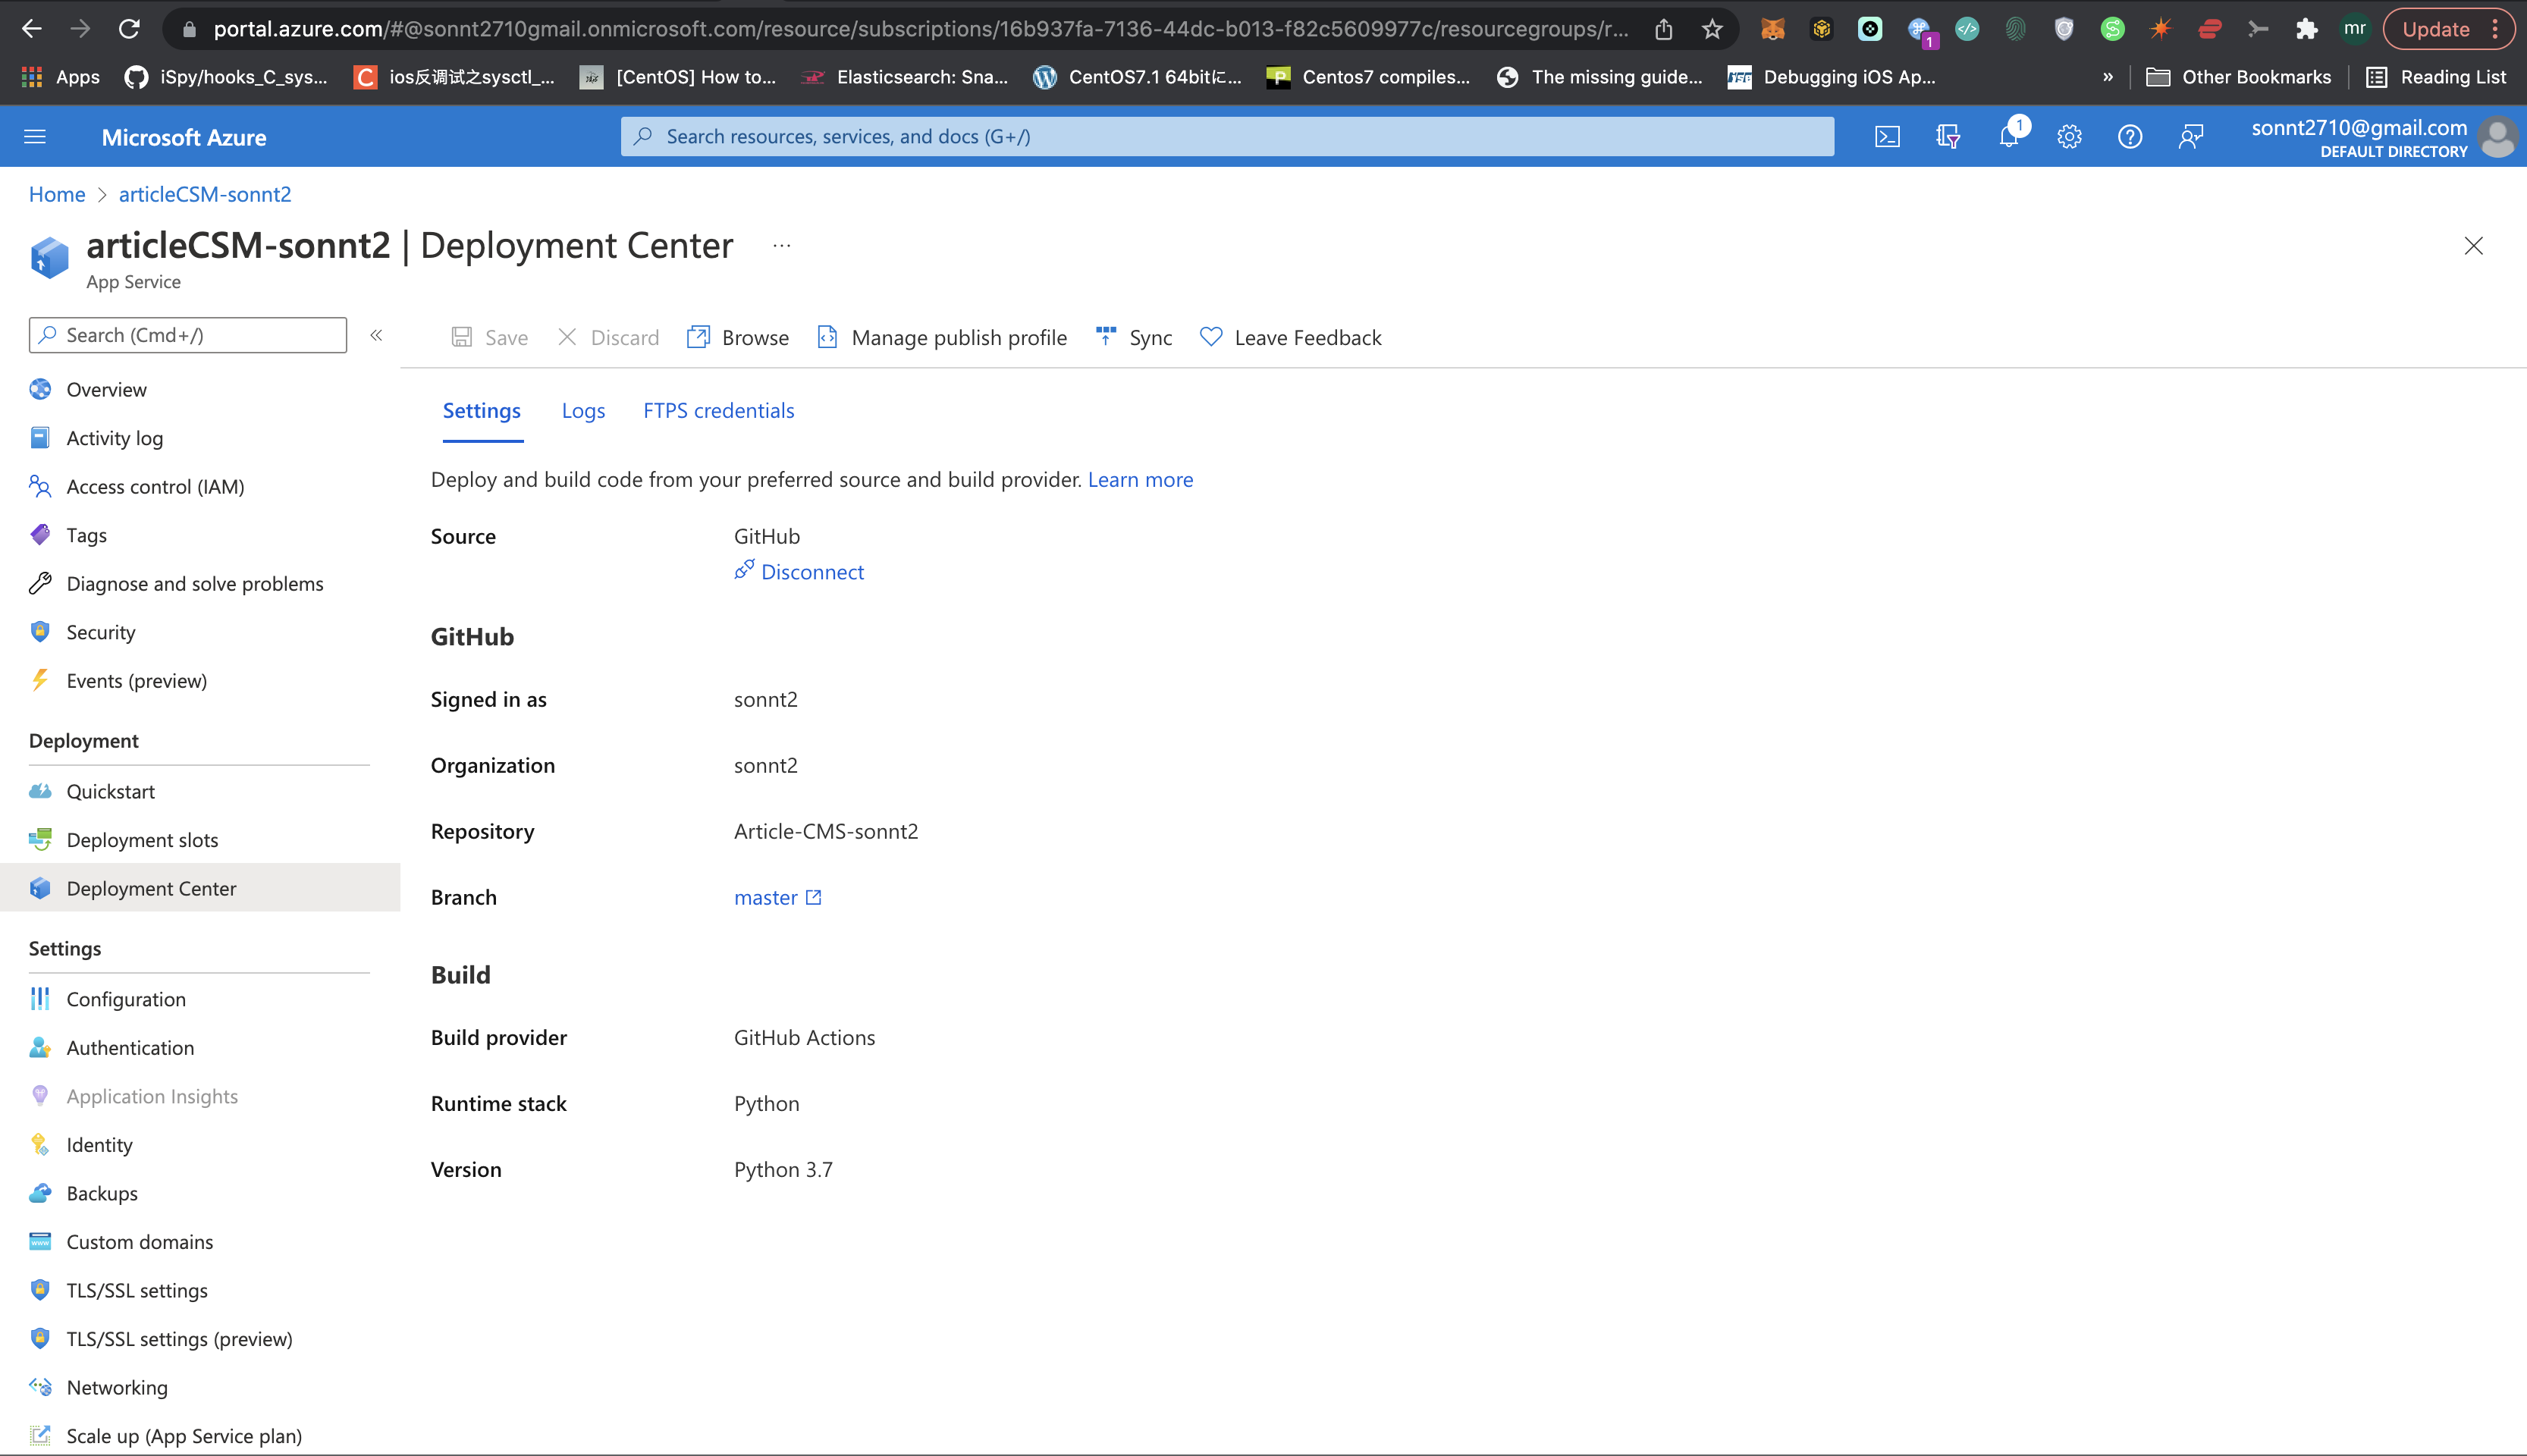 portal.azure.com/#@sonnt2710gmail.onmicrosoft.com/resource/subscriptions/16b937fa-7136-44dc-b013-f82c5609977c/resourcegroups/r...
1
mr
Update
Apps
iSpy/hooks_C_sys...
ios反调试之sysctl_...
[CentOS] How to...
Elasticsearch: Sna...
CentOS7.1 64bitに...
Centos7 compiles...
The missing guide...
Debugging iOS Ap...
»
Other Bookmarks
Reading List
Microsoft Azure
Search resources, services, and docs (G+/)
1
sonnt2710@gmail.com
DEFAULT DIRECTORY
Home > articleCSM-sonnt2
articleCSM-sonnt2 | Deployment Center ...
App Service
Search (Cmd+/)
Save
Discard
Browse
Manage publish profile
Sync
Leave Feedback
Overview
Activity log
Access control (IAM)
Tags
Diagnose and solve problems
Security
Events (preview)
Deployment
Quickstart
Deployment slots
Deployment Center
Settings
Configuration
Authentication
Application Insights
Identity
Backups
Custom domains
TLS/SSL settings
TLS/SSL settings (preview)
Networking
Scale up (App Service plan)
Settings
Logs
FTPS credentials
Deploy and build code from your preferred source and build provider. Learn more
Source GitHub
Disconnect
GitHub
Signed in as sonnt2
Organization sonnt2
Repository Article-CMS-sonnt2
Branch master
Build
Build provider GitHub Actions
Runtime stack Python
Version Python 3.7